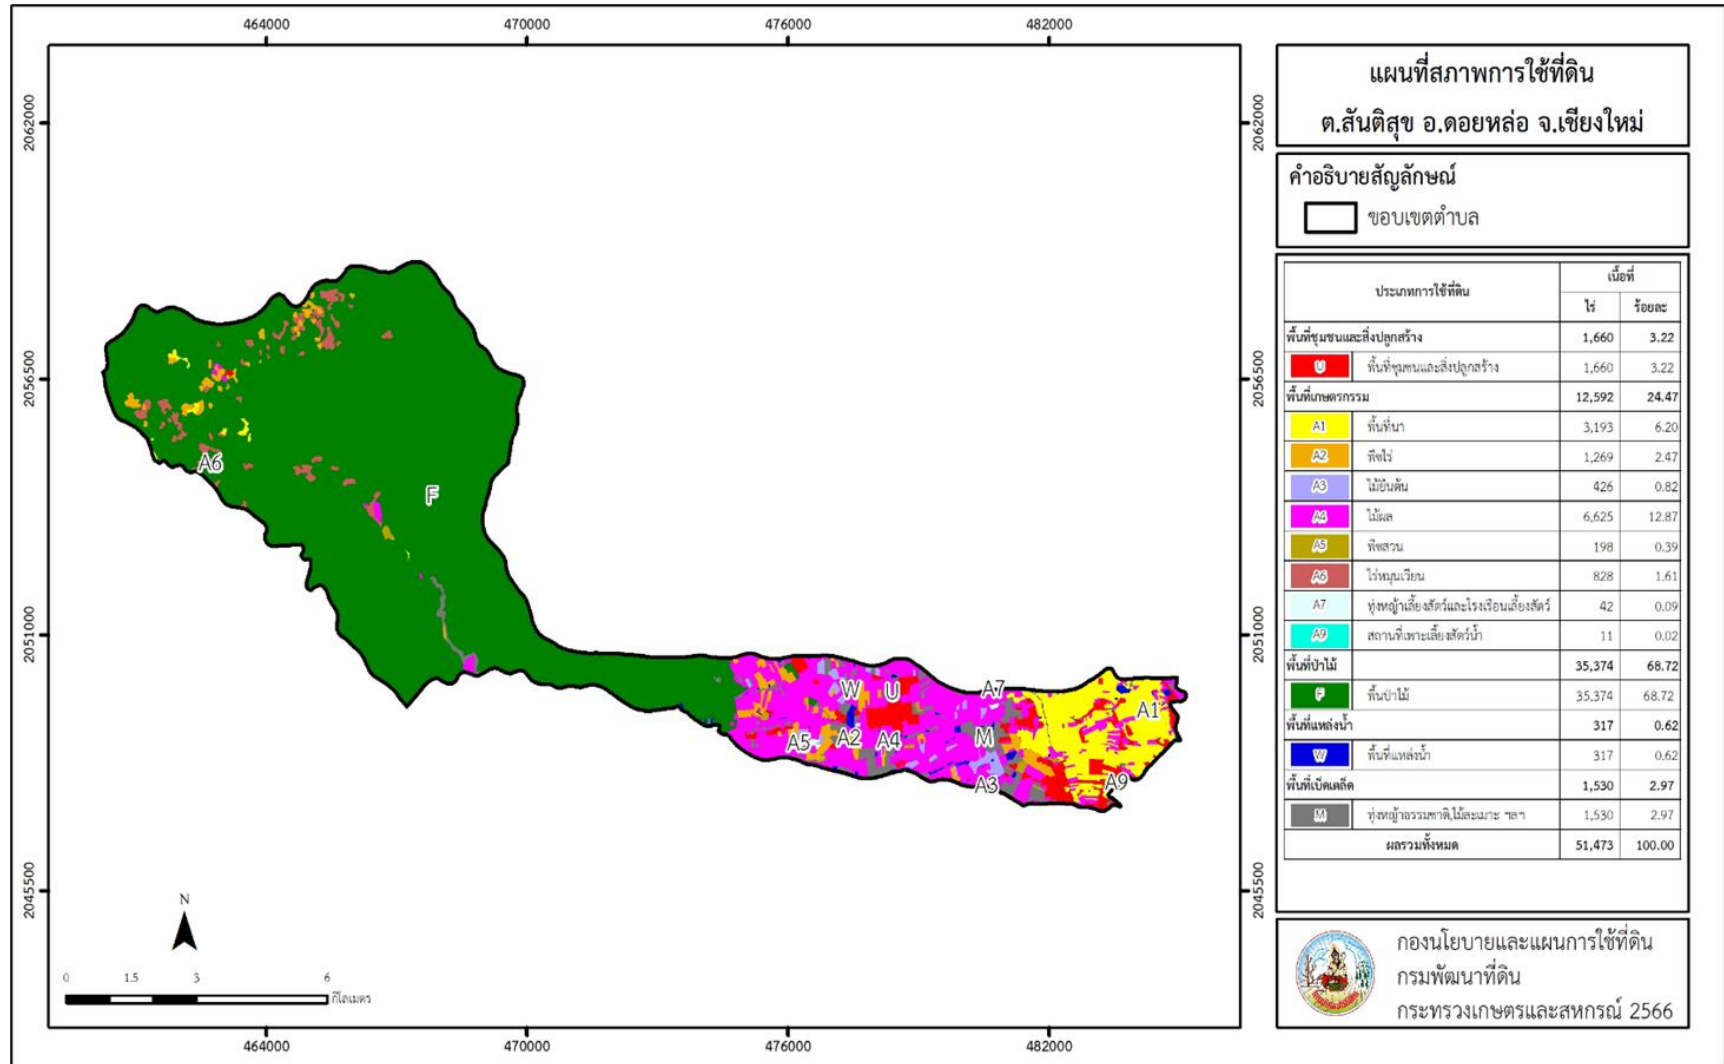 464000 470000 476000 482000
2062000 2062000
2056500 2056500
2051000 2051000
2045500 2045500
A6
F
W U A7
A1
A5 A2 A4 M
A3 A9
N
0 1.5 3 6
กิโลเมตร
464000 470000 476000 482000
แผนที่สภาพการใช้ที่ดิน
ต.สันติสุข อ.ดอยหล่อ จ.เชียงใหม่
คำอธิบายสัญลักษณ์
ขอบเขตตำบล
ประเภทการใช้ที่ดิน เนื้อที่
ไร่ ร้อยละ
พื้นที่ชุมชนและสิ่งปลูกสร้าง 1,660 3.22
U พื้นที่ชุมชนและสิ่งปลูกสร้าง 1,660 3.22
พื้นที่เกษตรกรรม 12,592 24.47
A1 พื้นที่นา 3,193 6.20
A2 พืชไร่ 1,269 2.47
A3 ไม้ยืนต้น 426 0.82
A4 ไม้ผล 6,625 12.87
A5 พืชสวน 198 0.39
A6 ไร่หมุนเวียน 828 1.61
A7 ทุ่งหญ้าเลี้ยงสัตว์และโรงเรือนเลี้ยงสัตว์ 42 0.09
A9 สถานที่เพาะเลี้ยงสัตว์น้ำ 11 0.02
พื้นที่ป่าไม้ 35,374 68.72
F พื้นป่าไม้ 35,374 68.72
พื้นที่แหล่งน้ำ 317 0.62
W พื้นที่แหล่งน้ำ 317 0.62
พื้นที่เบ็ดเตล็ด 1,530 2.97
M ทุ่งหญ้าธรรมชาติ,ไม้ละเมาะ ฯลฯ 1,530 2.97
ผลรวมทั้งหมด 51,473 100.00
กองนโยบายและแผนการใช้ที่ดิน
กรมพัฒนาที่ดิน
กระทรวงเกษตรและสหกรณ์ 2566